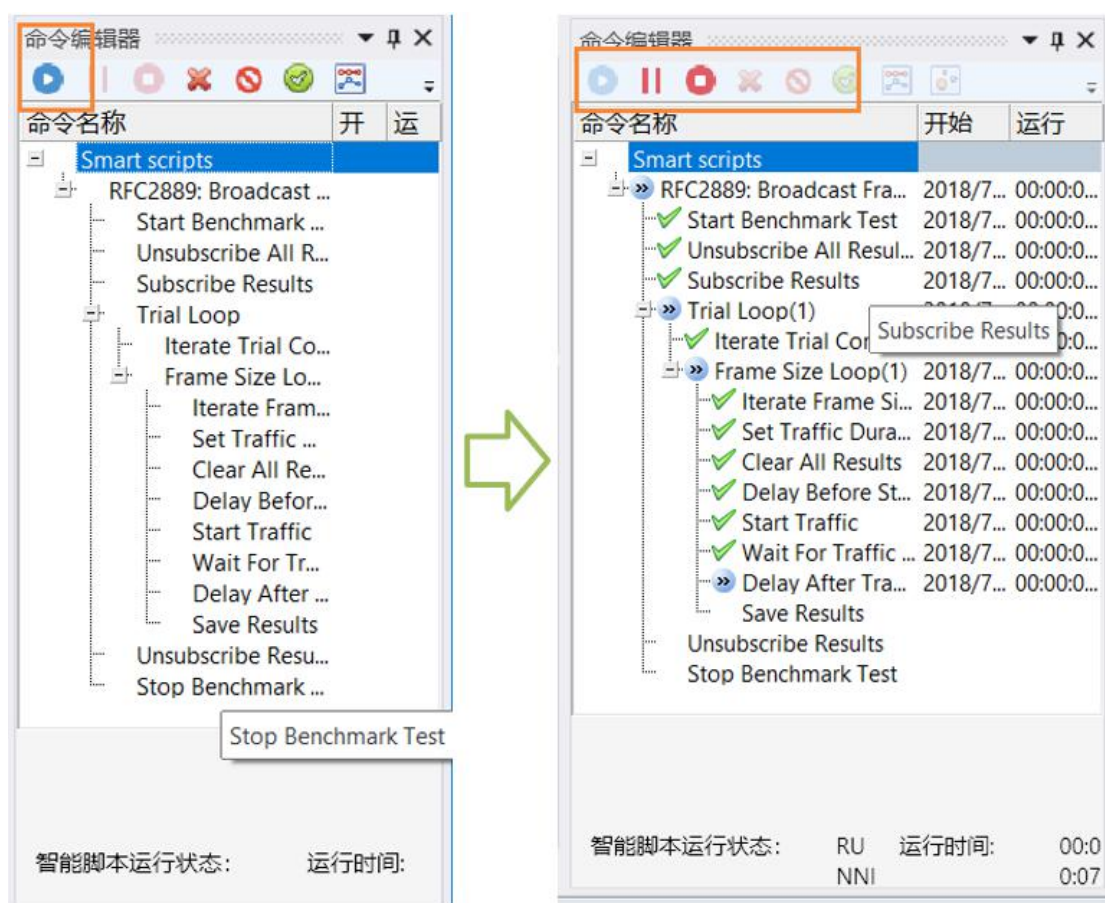 命令编辑器
命令名称 开 运
Smart scripts
RFC2889: Broadcast ...
Start Benchmark ...
Unsubscribe All R...
Subscribe Results
Trial Loop
Iterate Trial Co...
Frame Size Lo...
Iterate Fram...
Set Traffic ...
Clear All Re...
Delay Befor...
Start Traffic
Wait For Tr...
Delay After ...
Save Results
Unsubscribe Resu...
Stop Benchmark ...
Stop Benchmark Test
智能脚本运行状态: 运行时间:
命令编辑器
命令名称 开始 运行
Smart scripts
RFC2889: Broadcast Fra... 2018/7... 00:00:0...
Start Benchmark Test 2018/7... 00:00:0...
Unsubscribe All Resul... 2018/7... 00:00:0...
Subscribe Results 2018/7... 00:00:0...
Trial Loop(1)
Subscribe Results
Iterate Trial
Frame Size Loop(1) 2018/7... 00:00:0...
Iterate Frame Si... 2018/7... 00:00:0...
Set Traffic Dura... 2018/7... 00:00:0...
Clear All Results 2018/7... 00:00:0...
Delay Before St... 2018/7... 00:00:0...
Start Traffic 2018/7... 00:00:0...
Wait For Traffic ... 2018/7... 00:00:0...
Delay After Tra... 2018/7... 00:00:0...
Save Results
Unsubscribe Results
Stop Benchmark Test
智能脚本运行状态: RU 运行时间: 00:0
NNI 0:07